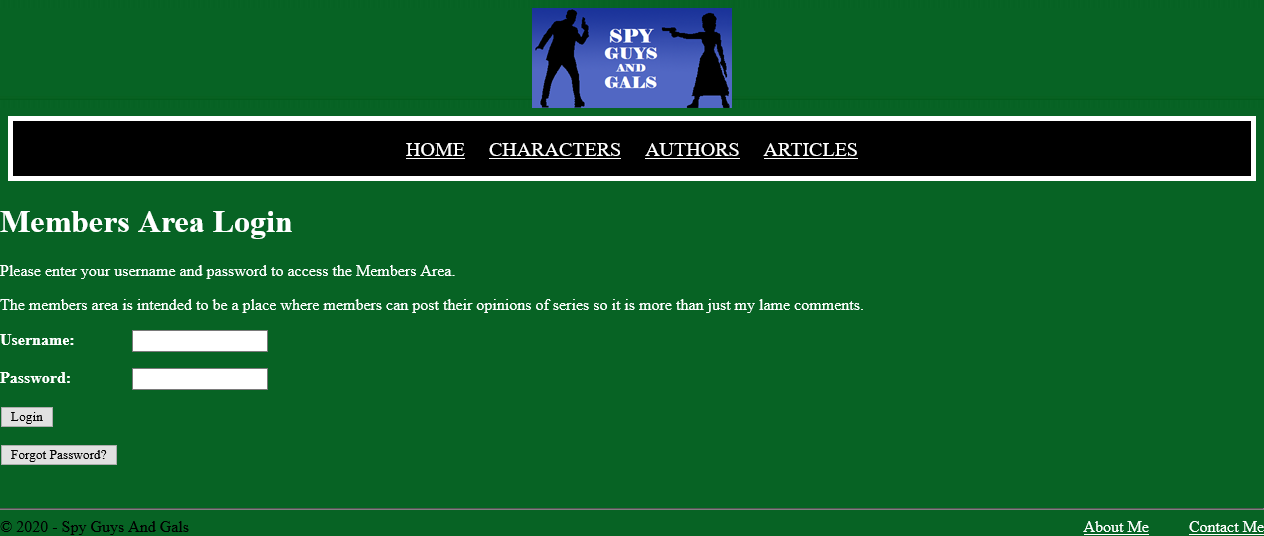 SPY
GUYS
AND
GALS
HOME CHARACTERS AUTHORS ARTICLES
Members Area Login
Please enter your username and password to access the Members Area.
The members area is intended to be a place where members can post their opinions of series so it is more than just my lame comments.
Username:
Password:
Login
Forgot Password?
© 2020 - Spy Guys And Gals About Me Contact Me